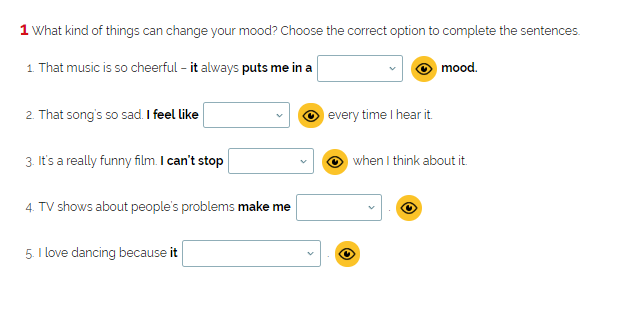 1 What kind of things can change your mood? Choose the correct option to complete the sentences.
1. That music is so cheerful – it always puts me in a mood.
2. That song's so sad. I feel like every time I hear it.
3. It's a really funny film. I can't stop when I think about it.
4. TV shows about people's problems make me .
5. I love dancing because it .